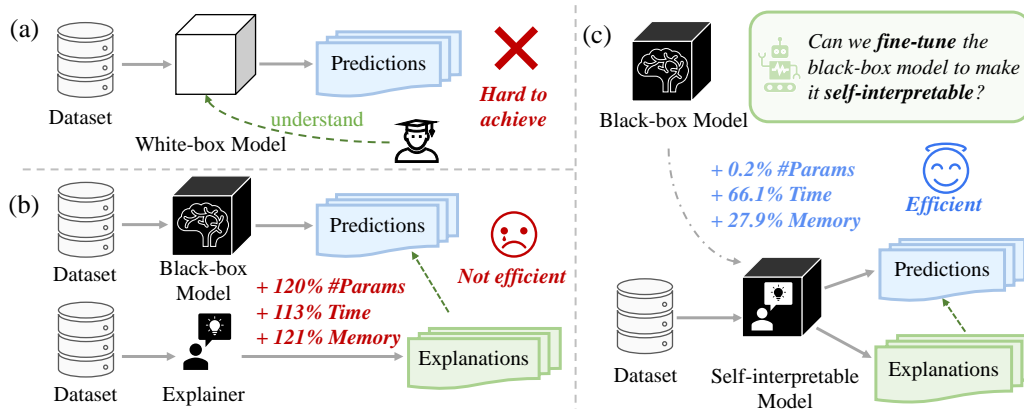 (a)
Dataset
White-box Model
understand
Predictions
Hard to
achieve
(b)
Dataset
Black-box
Model
Predictions
Not efficient
+ 120% #Params
+ 113% Time
+ 121% Memory
Dataset
Explainer
Explanations
(c)
Black-box Model
Can we fine-tune the
black-box model to make
it self-interpretable?
+ 0.2% #Params
+ 66.1% Time
+ 27.9% Memory
Efficient
Dataset
Self-interpretable
Model
Predictions
Explanations